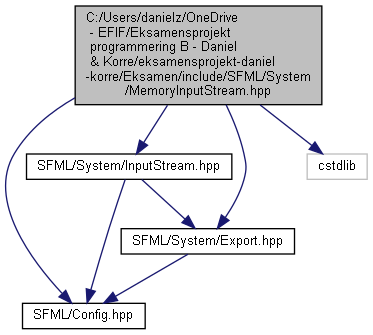 C:/Users/danielz/OneDrive
- EFIF/Eksamensprojekt
programmering B - Daniel
& Korre/eksamensprojekt-daniel
-korre/Eksamen/include/SFML/System
/MemoryInputStream.hpp
SFML/System/InputStream.hpp
cstdlib
SFML/System/Export.hpp
SFML/Config.hpp